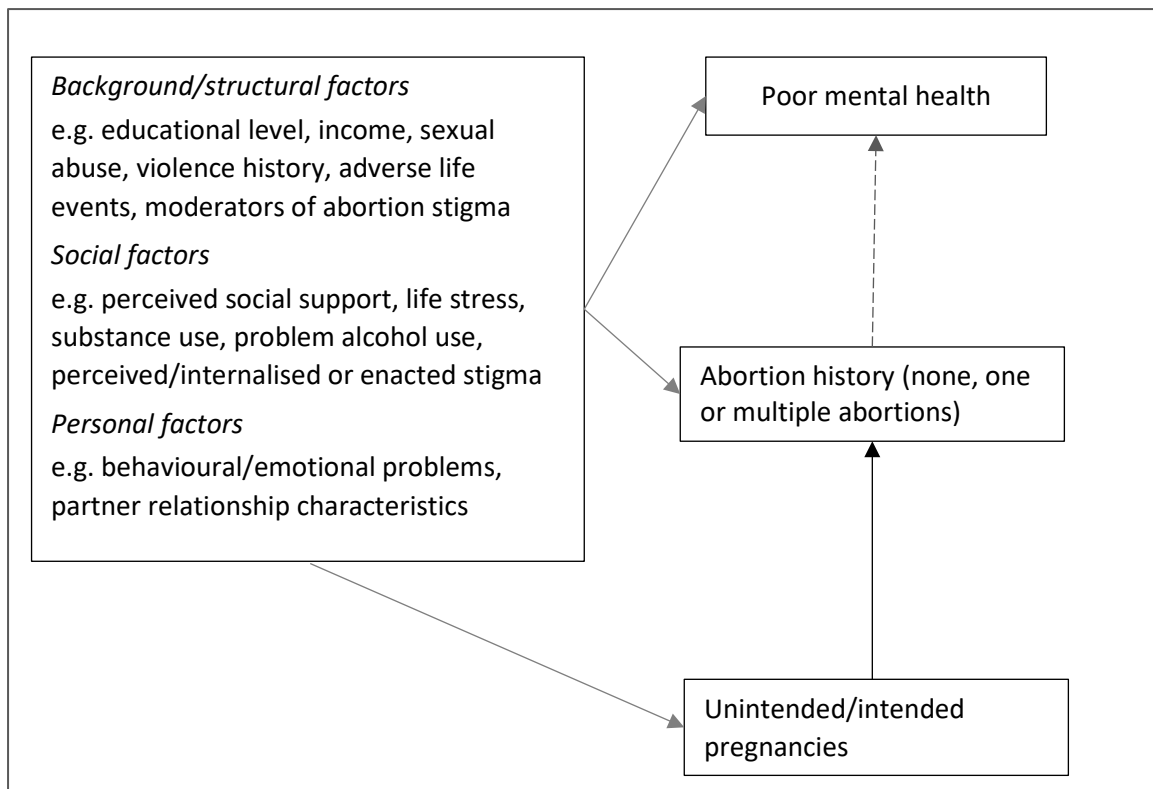 Background/structural factors
e.g. educational level, income, sexual
abuse, violence history, adverse life
events, moderators of abortion stigma
Social factors
e.g. perceived social support, life stress,
substance use, problem alcohol use,
perceived/internalised or enacted stigma
Personal factors
e.g. behavioural/emotional problems,
partner relationship characteristics
Poor mental health
Abortion history (none, one
or multiple abortions)
Unintended/intended
pregnancies